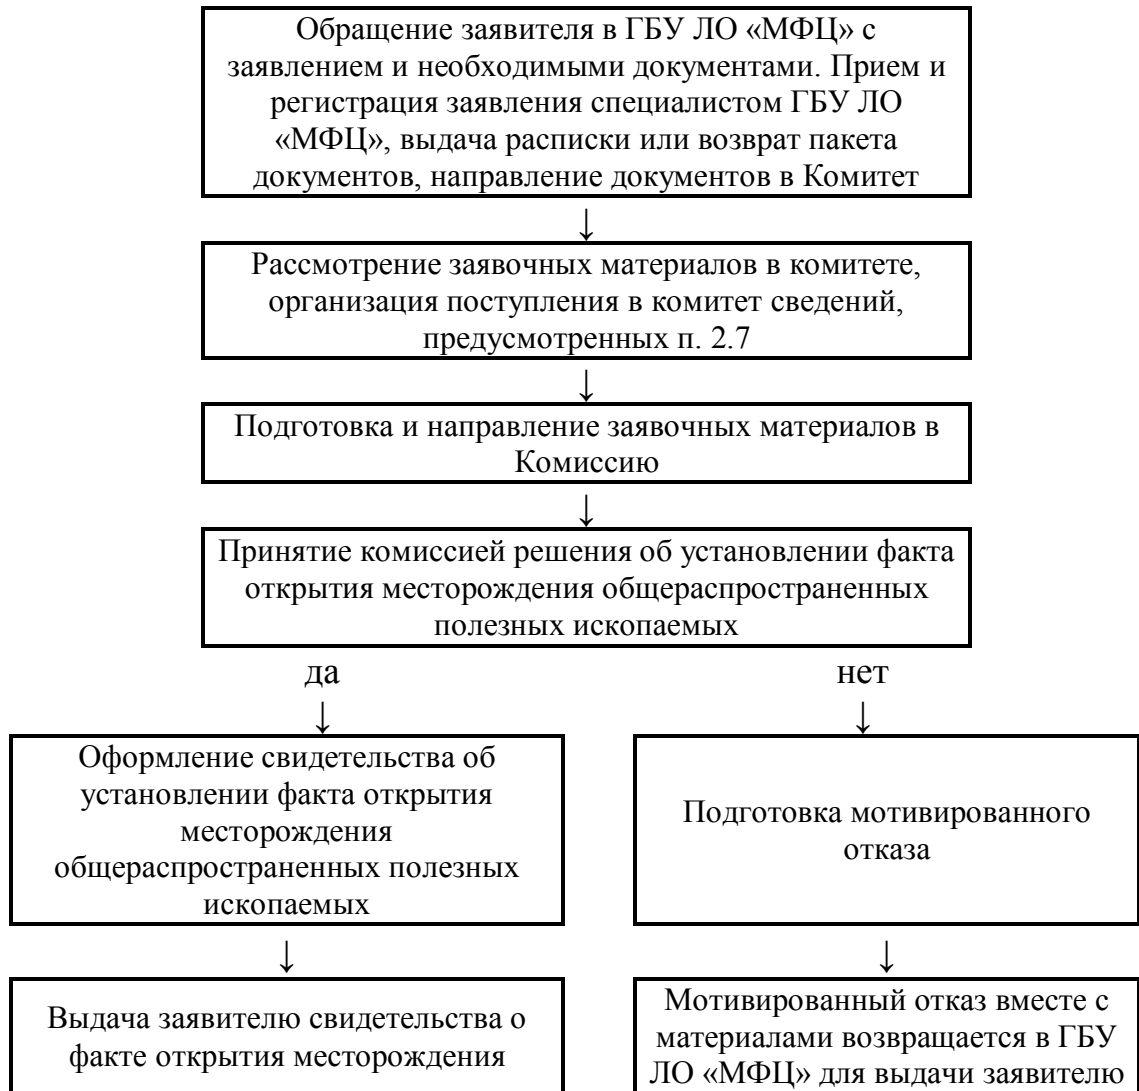 Обращение заявителя в ГБУ ЛО «МФЦ» с
заявлением и необходимыми документами. Прием и
регистрация заявления специалистом ГБУ ЛО
«МФЦ», выдача расписки или возврат пакета
документов, направление документов в Комитет
↓
Рассмотрение заявочных материалов в комитете,
организация поступления в комитет сведений,
предусмотренных п. 2.7
↓
Подготовка и направление заявочных материалов в
Комиссию
↓
Принятие комиссией решения об установлении факта
открытия месторождения общераспространенных
полезных ископаемых
да
↓
Оформление свидетельства об
установлении факта открытия
месторождения
общераспространенных полезных
ископаемых
↓
Выдача заявителю свидетельства о
факте открытия месторождения
нет
↓
Подготовка мотивированного
отказа
↓
Мотивированный отказ вместе с
материалами возвращается в ГБУ
ЛО «МФЦ» для выдачи заявителю